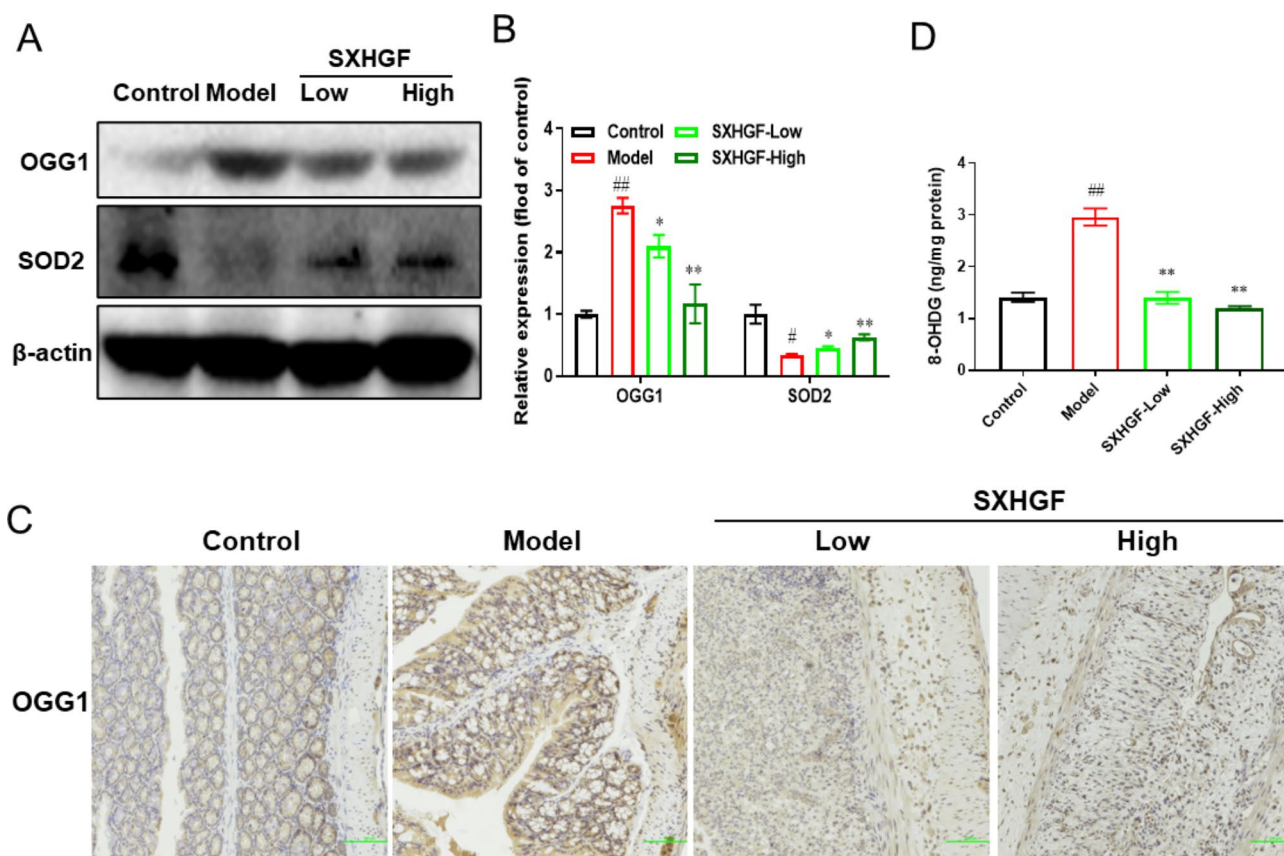 A
SXHGF
Control Model Low High
OGG1
SOD2
β-actin
B
Relative expression (flod of control)
4
3
2
1
0
Control
Model
SXHGF-Low
SXHGF-High
##
*
**
#
*
**
OGG1 SOD2
D
8-OHDG (ng/mg protein)
4
3
2
1
0
##
**
**
Control
Model
SXHGF-Low
SXHGF-High
C
SXHGF
Control Model Low High
OGG1